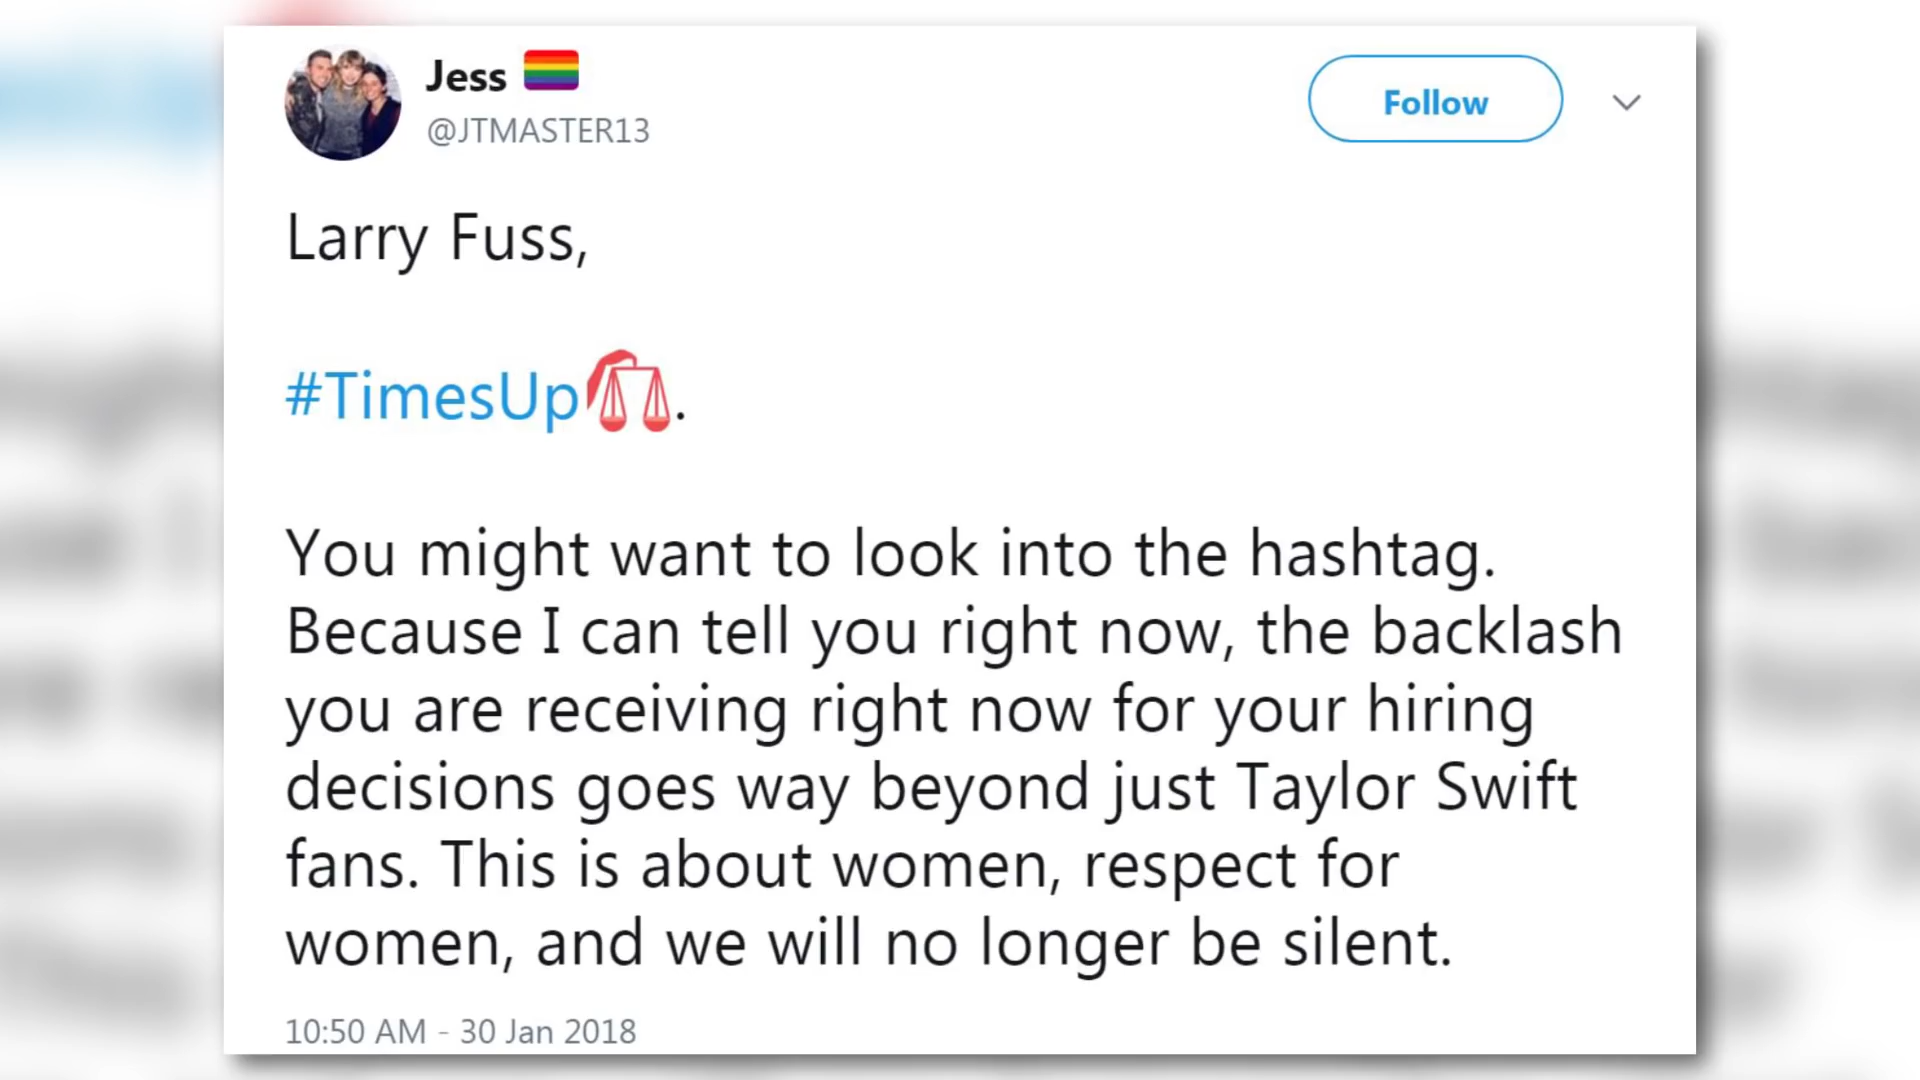 Jess
@JTMASTER13
Follow
Larry Fuss,
#TimesUp.
You might want to look into the hashtag.
Because I can tell you right now, the backlash
you are receiving right now for your hiring
decisions goes way beyond just Taylor Swift
fans. This is about women, respect for
women, and we will no longer be silent.
10:50 AM - 30 Jan 2018